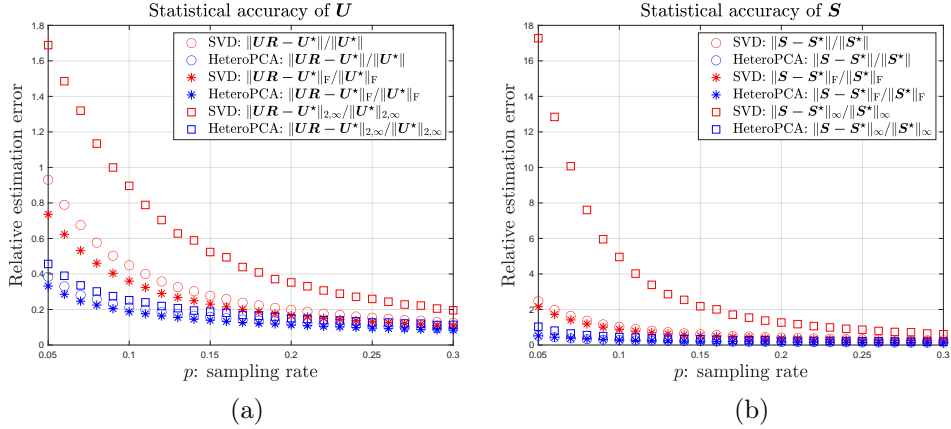 Statistical accuracy of U
Relative estimation error
1.8
1.6
1.4
1.2
1
0.8
0.6
0.4
0.2
0
SVD: ‖UR − U⋆‖/‖U⋆‖
HeteroPCA: ‖UR − U⋆‖/‖U⋆‖
SVD: ‖UR − U⋆‖F/‖U⋆‖F
HeteroPCA: ‖UR − U⋆‖F/‖U⋆‖F
SVD: ‖UR − U⋆‖2,∞/‖U⋆‖2,∞
HeteroPCA: ‖UR − U⋆‖2,∞/‖U⋆‖2,∞
0.05 0.1 0.15 0.2 0.25 0.3
p: sampling rate
(a)
Statistical accuracy of S
Relative estimation error
18
16
14
12
10
8
6
4
2
0
SVD: ‖S − S⋆‖/‖S⋆‖
HeteroPCA: ‖S − S⋆‖/‖S⋆‖
SVD: ‖S − S⋆‖F/‖S⋆‖F
HeteroPCA: ‖S − S⋆‖F/‖S⋆‖F
SVD: ‖S − S⋆‖∞/‖S⋆‖∞
HeteroPCA: ‖S − S⋆‖∞/‖S⋆‖∞
0.05 0.1 0.15 0.2 0.25 0.3
p: sampling rate
(b)